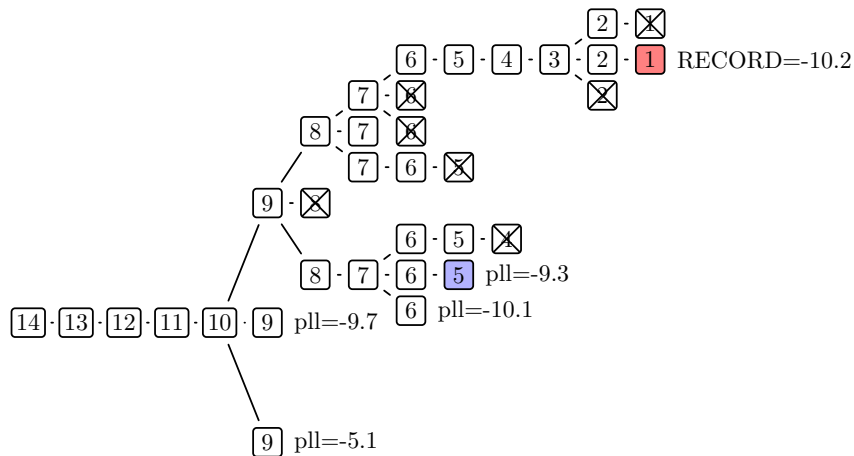 2 1
6 5 4 3 2 1 RECORD=-10.2
7 6 2
8 7 6
7 6 5
9 8
6 5 4
8 7 6 5 pll=-9.3
6 pll=-10.1
14 13 12 11 10 9 pll=-9.7
9 pll=-5.1